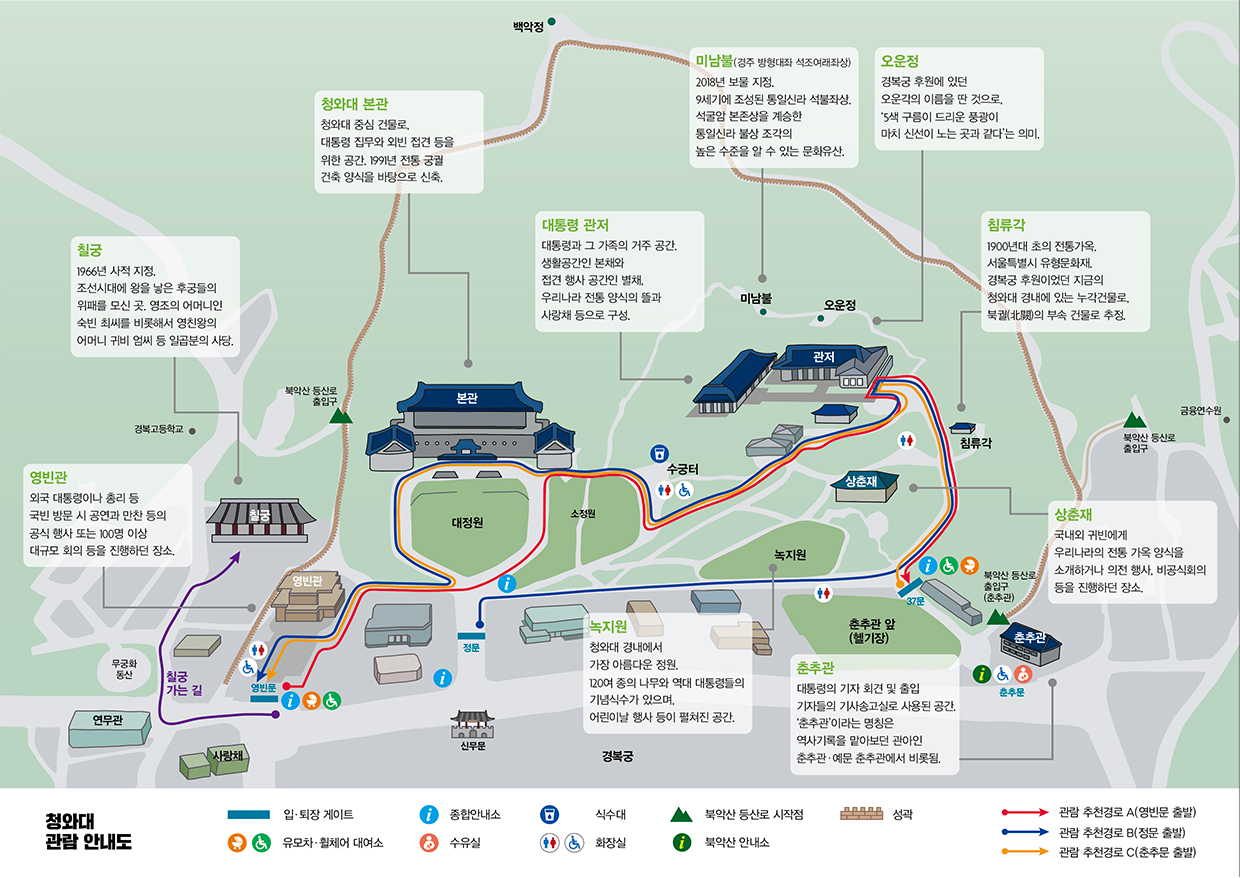 백악정
미남불(경주 방형대좌 석조여래좌상)
2018년 보물 지정.
9세기에 조성된 통일신라 석불좌상.
석굴암 본존상을 계승한
통일신라 불상 조각의
높은 수준을 알 수 있는 문화유산.
오운정
경복궁 후원에 있던
오운각의 이름을 딴 것으로,
'5색 구름이 드리운 풍광이
마치 신선이 노는 곳과 같다'는 의미.
청와대 본관
청와대 중심 건물로,
대통령 집무와 외빈 접견 등을
위한 공간. 1991년 전통 궁궐
건축 양식을 바탕으로 신축.
대통령 관저
대통령과 그 가족의 거주 공간.
생활공간인 본채와
접견 행사 공간인 별채,
우리나라 전통 양식의 뜰과
사랑채 등으로 구성.
침류각
1900년대 초의 전통가옥.
서울특별시 유형문화재.
경복궁 후원이었던 지금의
청와대 경내에 있는 누각건물로,
북궐(北闕)의 부속 건물로 추정.
칠궁
1966년 사적 지정.
조선시대에 왕을 낳은 후궁들의
위패를 모신 곳. 영조의 어머니인
숙빈 최씨를 비롯해서 영친왕의
어머니 귀비 엄씨 등 일곱분의 사당.
미남불
오운정
관저
본관
북악산 등산로
출입구
경복고등학교
침류각
금융연수원
북악산 등산로
출입구
수궁터
상춘재
영빈관
외국 대통령이나 총리 등
국빈 방문 시 공연과 만찬 등의
공식 행사 또는 100명 이상
대규모 회의 등을 진행하던 장소.
칠궁
대정원
소정원
녹지원
상춘재
국내외 귀빈에게
우리나라의 전통 가옥 양식을
소개하거나 의전 행사, 비공식회의
등을 진행하던 장소.
영빈관
37문
북악산 등산로
출입구
(춘추관)
춘추관 앞
(헬기장)
춘추관
춘추문
정문
녹지원
청와대 경내에서
가장 아름다운 정원.
120여 종의 나무와 역대 대통령들의
기념식수가 있으며,
어린이날 행사 등이 펼쳐진 공간.
춘추관
대통령의 기자 회견 및 출입
기자들의 기사송고실로 사용된 공간.
'춘추관'이라는 명칭은
역사기록을 맡아보던 관아인
춘추관·예문 춘추관에서 비롯됨.
무궁화
동산
칠궁
가는 길
영빈문
연무관
사랑채
신무문
경복궁
청와대
관람 안내도
입·퇴장 게이트
종합안내소
식수대
북악산 등산로 시작점
성곽
유모차·휠체어 대여소
수유실
화장실
북악산 안내소
관람 추천경로 A(영빈문 출발)
관람 추천경로 B(정문 출발)
관람 추천경로 C(춘추문 출발)